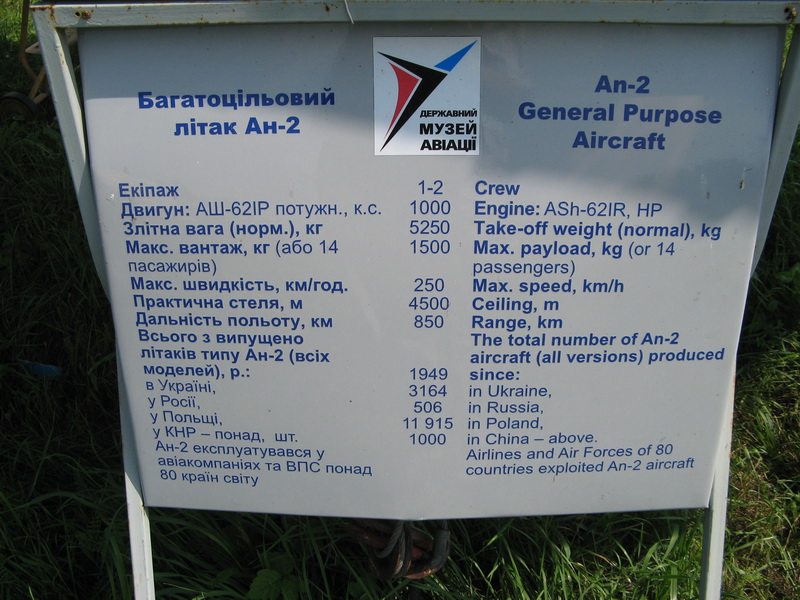 Багатоцільовий
літак Ан-2
ДЕРЖАВНИЙ
МУЗЕЙ
АВІАЦІЇ
An-2
General Purpose
Aircraft
Екіпаж 1-2 Crew
Двигун: АШ-62ІР потужн., к.с. 1000 Engine: ASh-62IR, HP
Злітна вага (норм.), кг 5250 Take-off weight (normal), kg
Макс. вантаж, кг (або 14 1500 Max. payload, kg (or 14
пасажирів) passengers)
Макс. швидкість, км/год. 250 Max. speed, km/h
Практична стеля, м 4500 Ceiling, m
Дальність польоту, км 850 Range, km
Всього з випущено The total number of An-2
літаків типу Ан-2 (всіх aircraft (all versions) produced
моделей), р.: 1949 since:
в Україні, 3164 in Ukraine,
у Росії, 506 in Russia,
у Польщі, 11 915 in Poland,
у КНР – понад, шт. 1000 in China – above.
Ан-2 експлуатувався у Airlines and Air Forces of 80
авіакомпаніях та ВПС понад countries exploited An-2 aircraft
80 країн світу